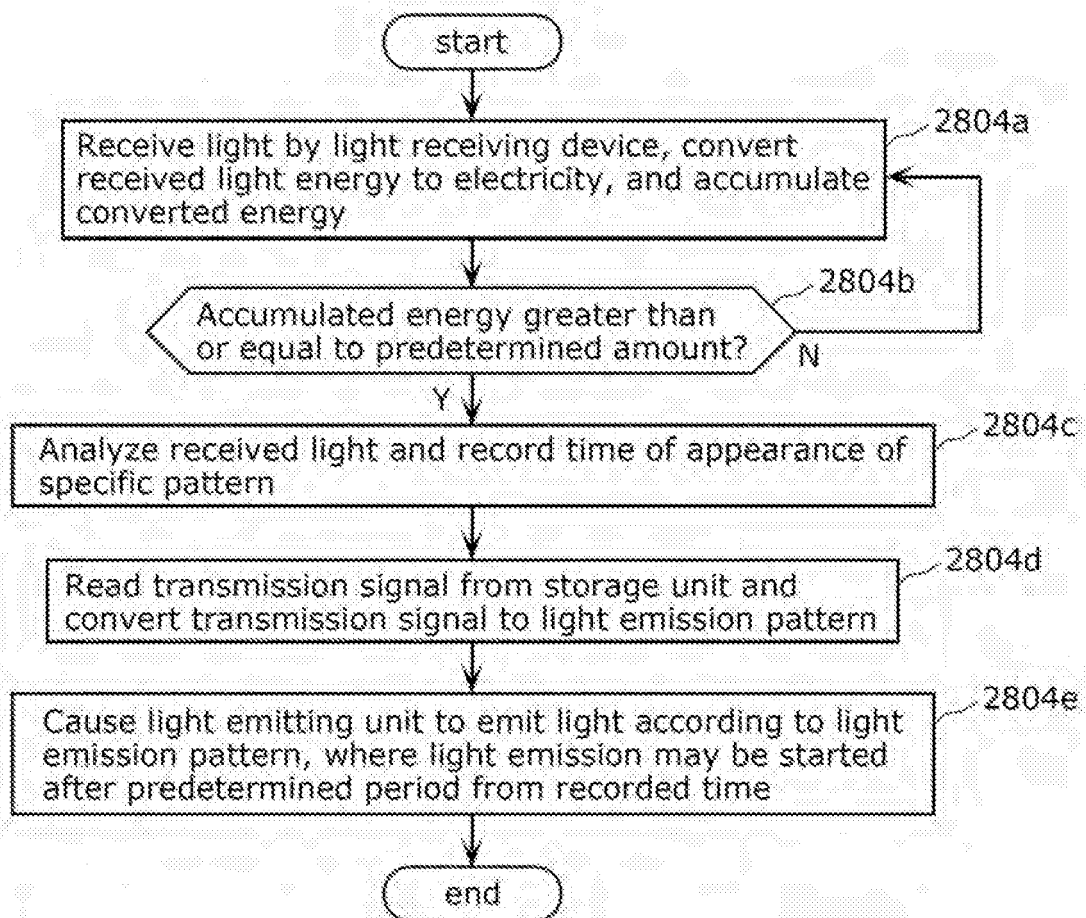 start
2804a
Receive light by light receiving device, convert
received light energy to electricity, and accumulate
converted energy
2804b
Accumulated energy greater than
or equal to predetermined amount?
N
Y
2804c
Analyze received light and record time of appearance of
specific pattern
2804d
Read transmission signal from storage unit and
convert transmission signal to light emission pattern
2804e
Cause light emitting unit to emit light according to light
emission pattern, where light emission may be started
after predetermined period from recorded time
end